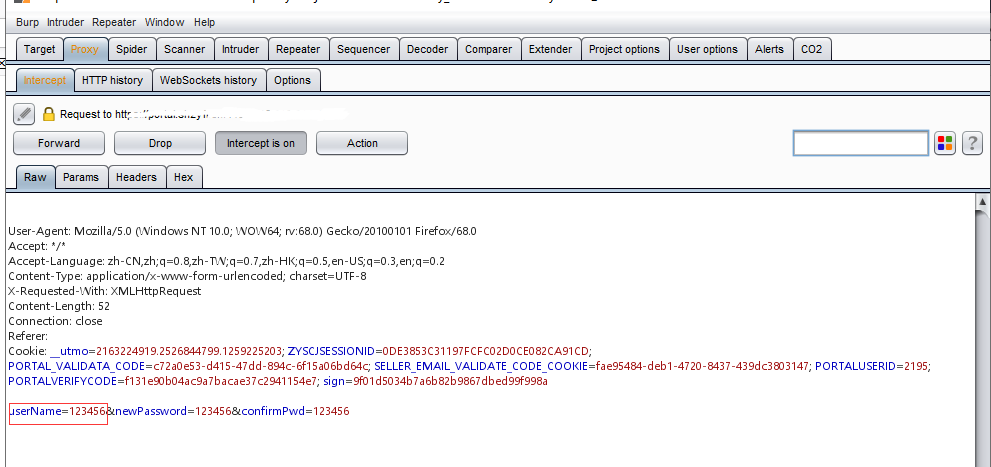 Burp Intruder Repeater Window Help
Target Proxy Spider Scanner Intruder Repeater Sequencer Decoder Comparer Extender Project options User options Alerts CO2
Intercept HTTP history WebSockets history Options
Request to
Forward Drop Intercept is on Action ?
Raw Params Headers Hex
User-Agent: Mozilla/5.0 (Windows NT 10.0; WOW64; rv:68.0) Gecko/20100101 Firefox/68.0
Accept: */*
Accept-Language: zh-CN,zh;q=0.8,zh-TW;q=0.7,zh-HK;q=0.5,en-US;q=0.3,en;q=0.2
Content-Type: application/x-www-form-urlencoded; charset=UTF-8
X-Requested-With: XMLHttpRequest
Content-Length: 52
Connection: close
Referer:
Cookie: __utmo=2163224919.2526844799.1259225203; ZYSCJSESSIONID=0DE3853C31197FCFC02D0CE082CA91CD;
PORTAL_VALIDATA_CODE=c72a0e53-d415-47dd-894c-6f15a06bd64c; SELLER_EMAIL_VALIDATE_CODE_COOKIE=fae95484-deb1-4720-8437-439dc3803147; PORTALUSERID=2195;
PORTALVERIFYCODE=f131e90b04ac9a7bacae37c2941154e7; sign=9f01d5034b7a6b82b9867dbed99f998a
userName=123456&newPassword=123456&confirmPwd=123456